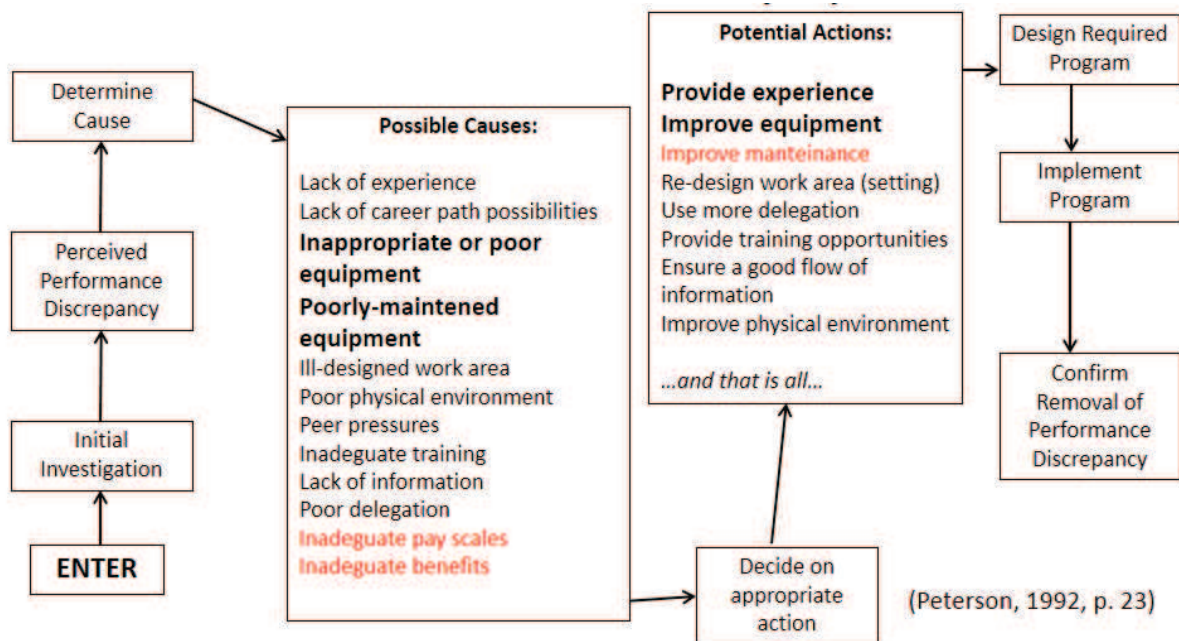 ENTER
Initial
Investigation
Perceived
Performance
Discrepancy
Determine
Cause
Possible Causes:
Lack of experience
Lack of career path possibilities
Inappropriate or poor
equipment
Poorly-maintened
equipment
Ill-designed work area
Poor physical environment
Peer pressures
Inadeguate training
Lack of information
Poor delegation
Inadeguate pay scales
Inadeguate benefits
Decide on
appropriate
action
Potential Actions:
Provide experience
Improve equipment
Improve manteinance
Re-design work area (setting)
Use more delegation
Provide training opportunities
Ensure a good flow of
information
Improve physical environment
...and that is all...
Design Required
Program
Implement
Program
Confirm
Removal of
Performance
Discrepancy
(Peterson, 1992, p. 23)